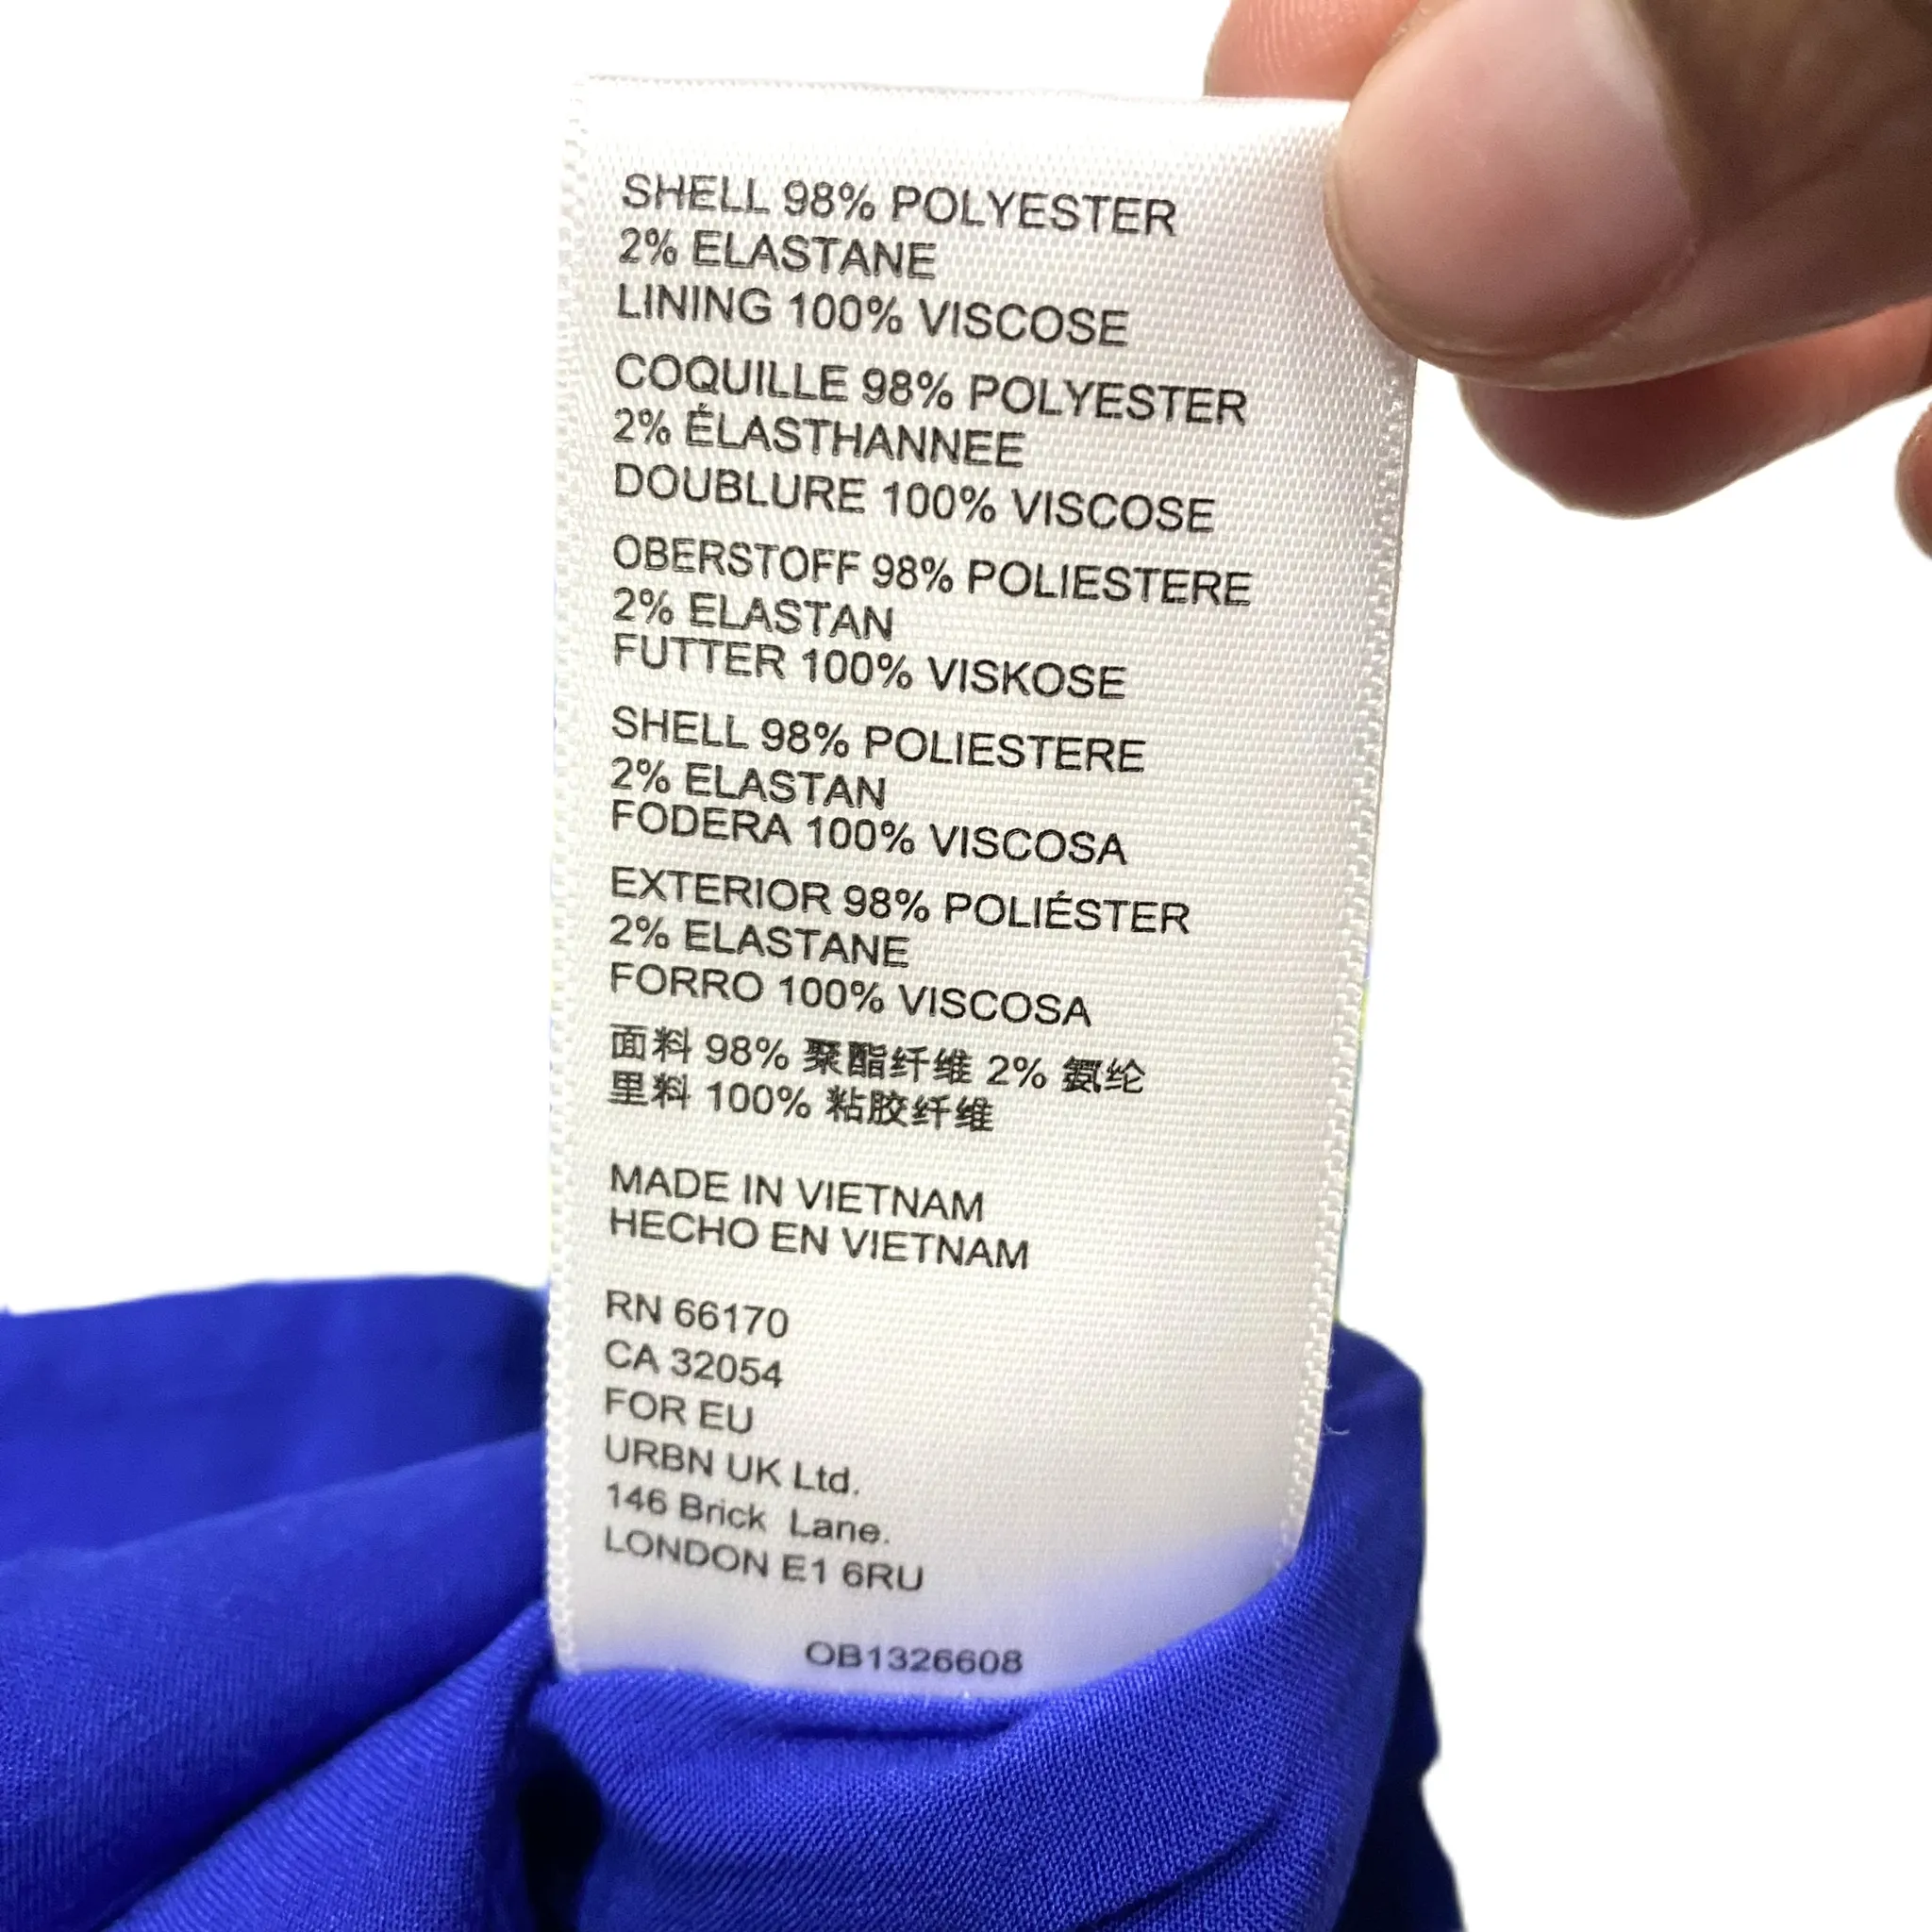 SHELL 98% POLYESTER
2% ELASTANE
LINING 100% VISCOSE
COQUILLE 98% POLYESTER
2% ÉLASTHANNEE
DOUBLURE 100% VISCOSE
OBERSTOFF 98% POLIESTERE
2% ELASTAN
FUTTER 100% VISKOSE
SHELL 98% POLIESTERE
2% ELASTAN
FODERA 100% VISCOSA
EXTERIOR 98% POLIÉSTER
2% ELASTANE
FORRO 100% VISCOSA
面料 98% 聚酯纤维 2% 氨纶
里料 100% 粘胶纤维
MADE IN VIETNAM
HECHO EN VIETNAM
RN 66170
CA 32054
FOR EU
URBN UK Ltd.
146 Brick Lane.
LONDON E1 6RU
OB1326608